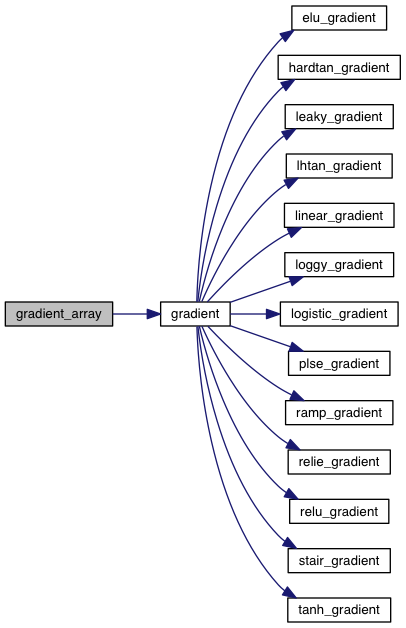 elu_gradient
hardtan_gradient
leaky_gradient
lhtan_gradient
linear_gradient
loggy_gradient
gradient_array
gradient
logistic_gradient
plse_gradient
ramp_gradient
relie_gradient
relu_gradient
stair_gradient
tanh_gradient